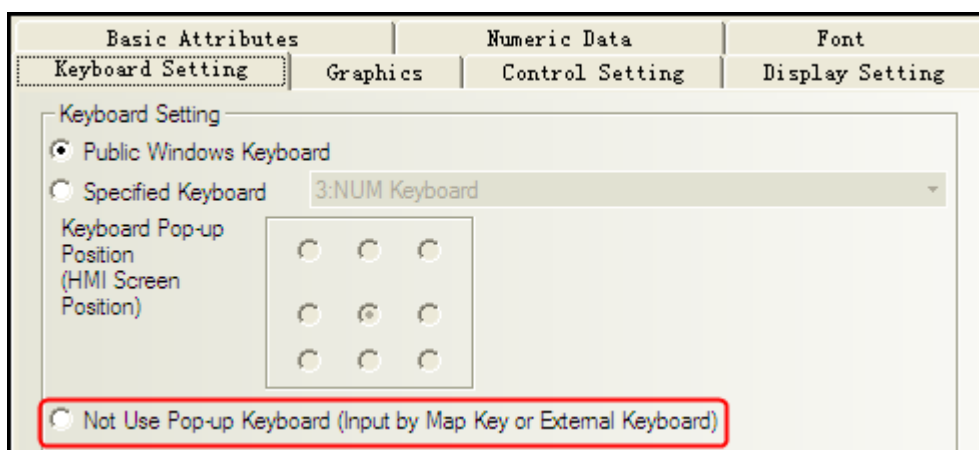 Basic Attributes Numeric Data Font
Keyboard Setting Graphics Control Setting Display Setting
Keyboard Setting
Public Windows Keyboard
Specified Keyboard 3:NUM Keyboard
Keyboard Pop-up
Position
(HMI Screen
Position)
Not Use Pop-up Keyboard (Input by Map Key or External Keyboard)